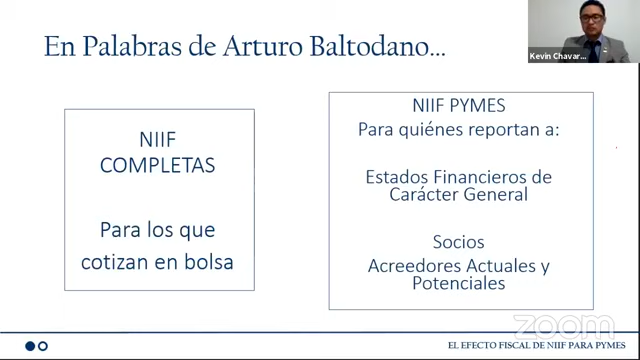 En Palabras de Arturo Baltodano...
Kevin Chavar...
NIIF
COMPLETAS
Para los que
cotizan en bolsa
NIIF PYMES
Para quiénes reportan a:
Estados Financieros de
Carácter General
Socios
Acreedores Actuales y
Potenciales
zoom
EL EFECTO FISCAL DE NIIF PARA PYMES